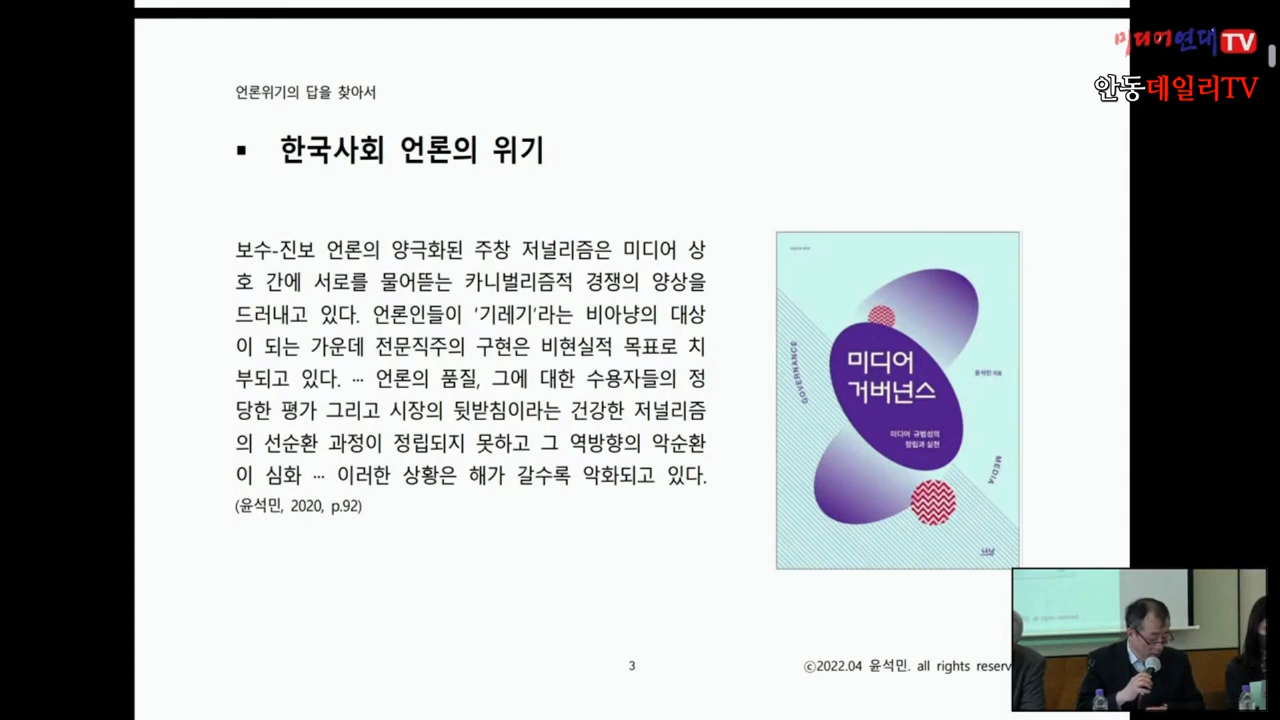 미디어연대TV
안동데일리TV
언론위기의 답을 찾아서
▪ 한국사회 언론의 위기
보수-진보 언론의 양극화된 주창 저널리즘은 미디어 상
호 간에 서로를 물어뜯는 카니벌리즘적 경쟁의 양상을
드러내고 있다. 언론인들이 '기레기'라는 비아냥의 대상
이 되는 가운데 전문직주의 구현은 비현실적 목표로 치
부되고 있다. … 언론의 품질, 그에 대한 수용자들의 정
당한 평가 그리고 시장의 뒷받침이라는 건강한 저널리즘
의 선순환 과정이 정립되지 못하고 그 역방향의 악순환
이 심화 … 이러한 상황은 해가 갈수록 악화되고 있다.
(윤석민, 2020, p.92)
GOVERNANCE
미디어
거버넌스
윤석민 지음
미디어 규범성의
정립과 실천
MEDIA
나남
3
ⓒ2022.04 윤석민. all rights reserv